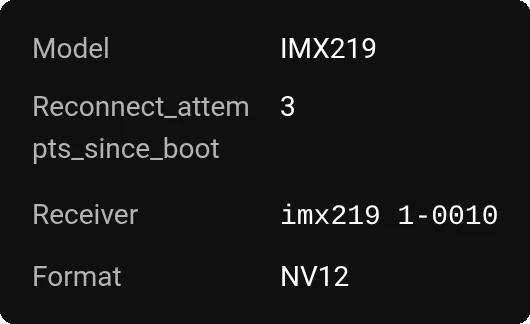 Model IMX219
Reconnect_attem 3
pts_since_boot
Receiver imx219 1-0010
Format NV12